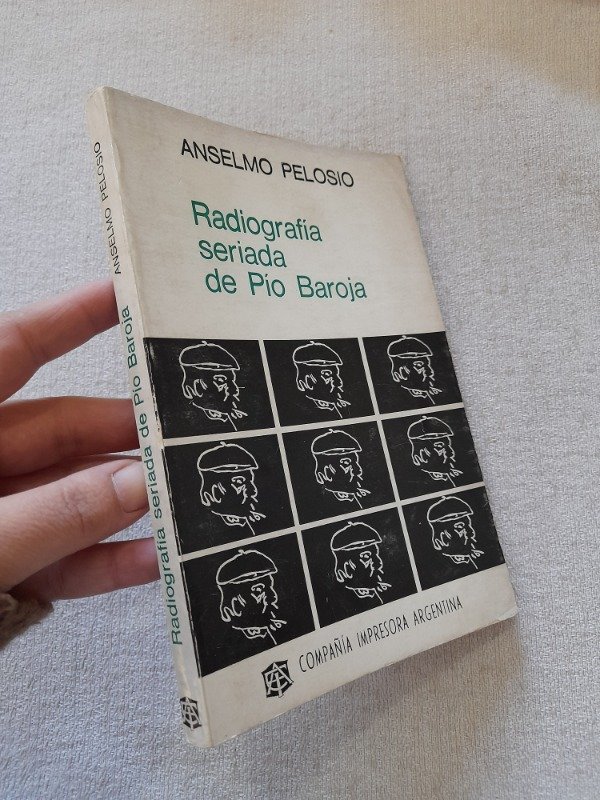 ANSELMO PELOSIO
Radiografía
seriada
de Pío Baroja
COMPAÑÍA IMPRESORA ARGENTINA
ANSELMO PELOSIO
Radiografía seriada de Pío Baroja